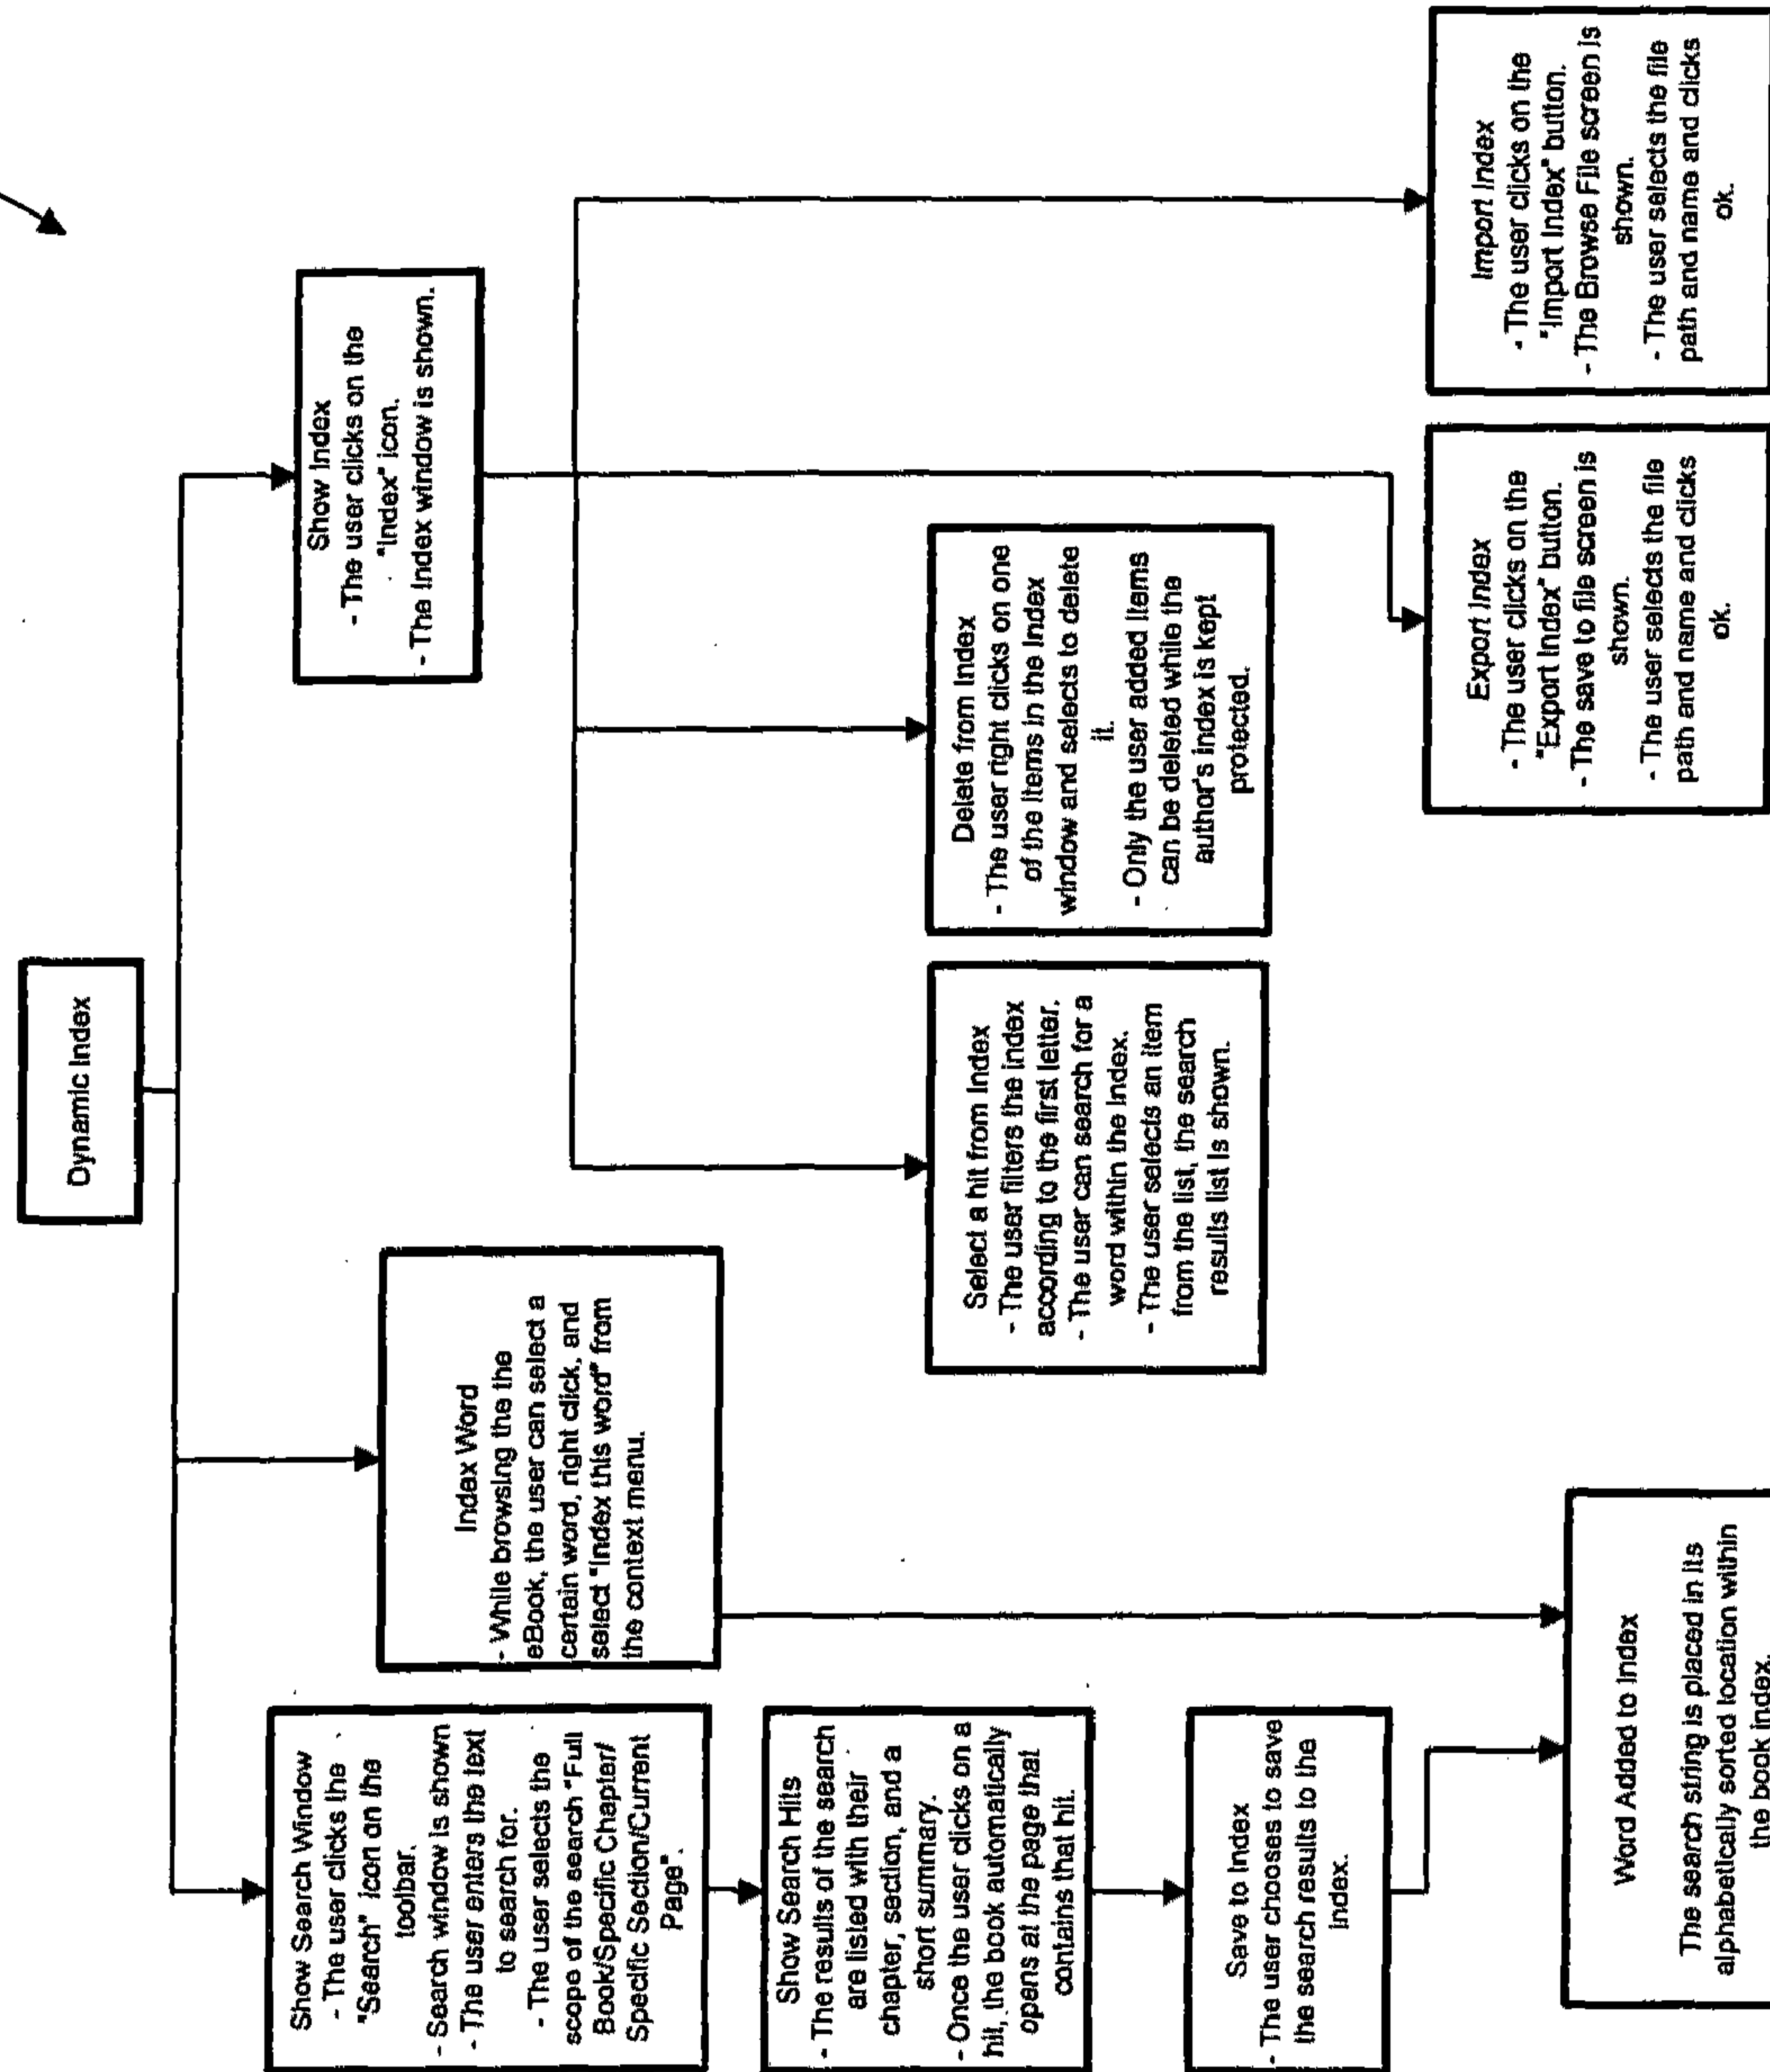 Dynamic Index
Show Search Window
- The user clicks the
"Search" icon on the
toolbar.
- Search window is shown
- The user enters the text
to search for.
- The user selects the
scope of the search "Full
Book/Specific Chapter/
Specific Section/Current
Page".
Show Search Hits
- The results of the search
are listed with their
chapter, section, and a
short summary.
- Once the user clicks on a
hit, the book automatically
opens at the page that
contains that hit.
Save to Index
- The user chooses to save
the search results to the
index.
Index Word
- While browsing the the
eBook, the user can select a
certain word, right click, and
select "Index this word" from
the context menu.
Word Added to Index
The search string is placed in its
alphabetically sorted location within
the book index.
Show Index
- The user clicks on the
"Index" icon.
- The Index window is shown.
Select a hit from Index
- The user filters the index
according to the first letter.
- The user can search for a
word within the Index.
- The user selects an item
from the list, the search
results list is shown.
Delete from Index
- The user right clicks on one
of the items in the Index
window and selects to delete
it.
- Only the user added items
can be deleted while the
author's index is kept
protected.
Export Index
- The user clicks on the
"Export Index" button.
- The save to file screen is
shown.
- The user selects the file
path and name and clicks
ok.
Import Index
- The user clicks on the
"Import Index" button.
- The Browse File screen is
shown.
- The user selects the file
path and name and clicks
ok.